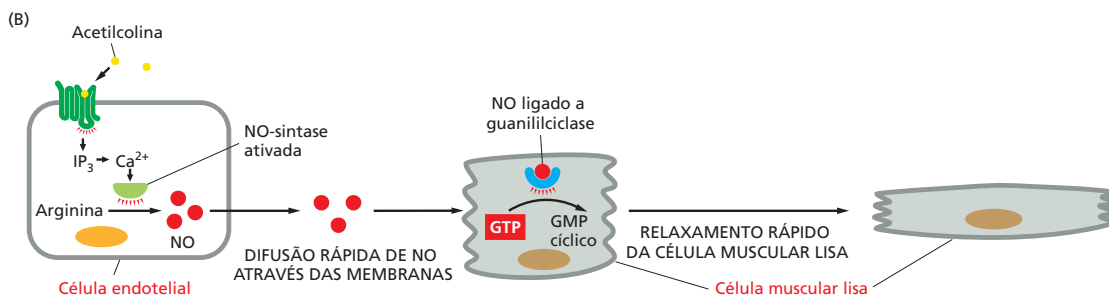 (B)
Acetilcolina
NO-sintase
ativada
IP3
Ca2+
Arginina
NO
Célula endotelial
DIFUSÃO RÁPIDA DE NO
ATRAVÉS DAS MEMBRANAS
NO ligado a
guanililciclase
GTP
GMP
cíclico
RELAXAMENTO RÁPIDO
DA CÉLULA MUSCULAR LISA
Célula muscular lisa